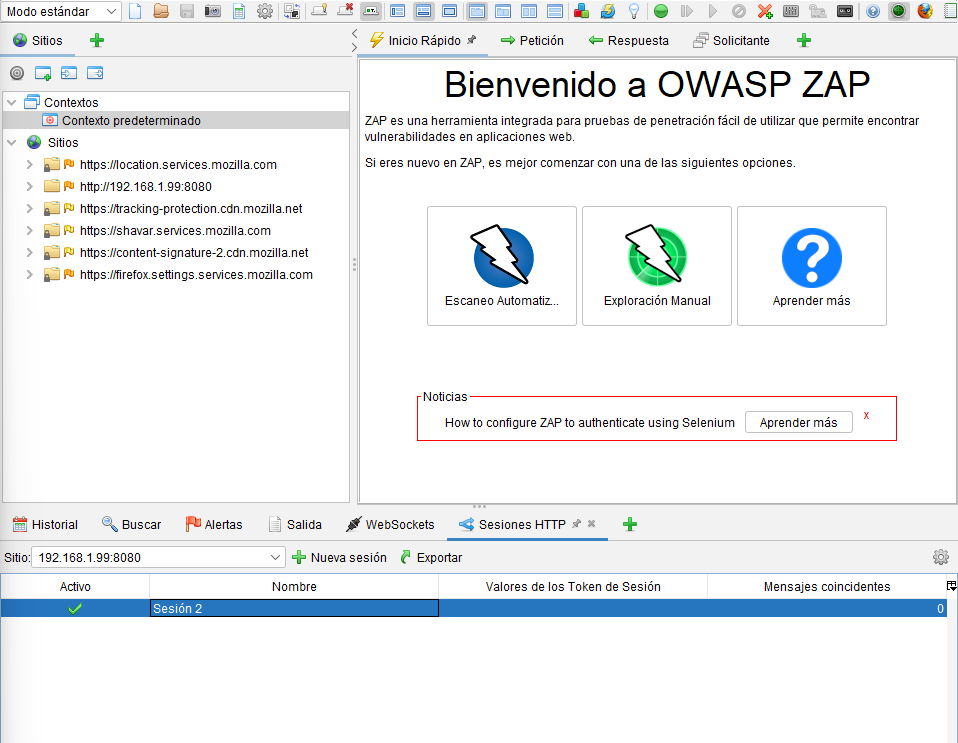 Modo estándar
Sitios
Inicio Rápido
Petición
Respuesta
Solicitante
Contextos
Contexto predeterminado
Sitios
https://location.services.mozilla.com
http://192.168.1.99:8080
https://tracking-protection.cdn.mozilla.net
https://shavar.services.mozilla.com
https://content-signature-2.cdn.mozilla.net
https://firefox.settings.services.mozilla.com
Bienvenido a OWASP ZAP
ZAP es una herramienta integrada para pruebas de penetración fácil de utilizar que permite encontrar
vulnerabilidades en aplicaciones web.
Si eres nuevo en ZAP, es mejor comenzar con una de las siguientes opciones.
Escaneo Automatiz...
Exploración Manual
Aprender más
Noticias
How to configure ZAP to authenticate using Selenium
Aprender más
X
Historial
Buscar
Alertas
Salida
WebSockets
Sesiones HTTP
Sitio: 192.168.1.99:8080
Nueva sesión
Exportar
Activo
Nombre
Valores de los Token de Sesión
Mensajes coincidentes
Sesión 2
0